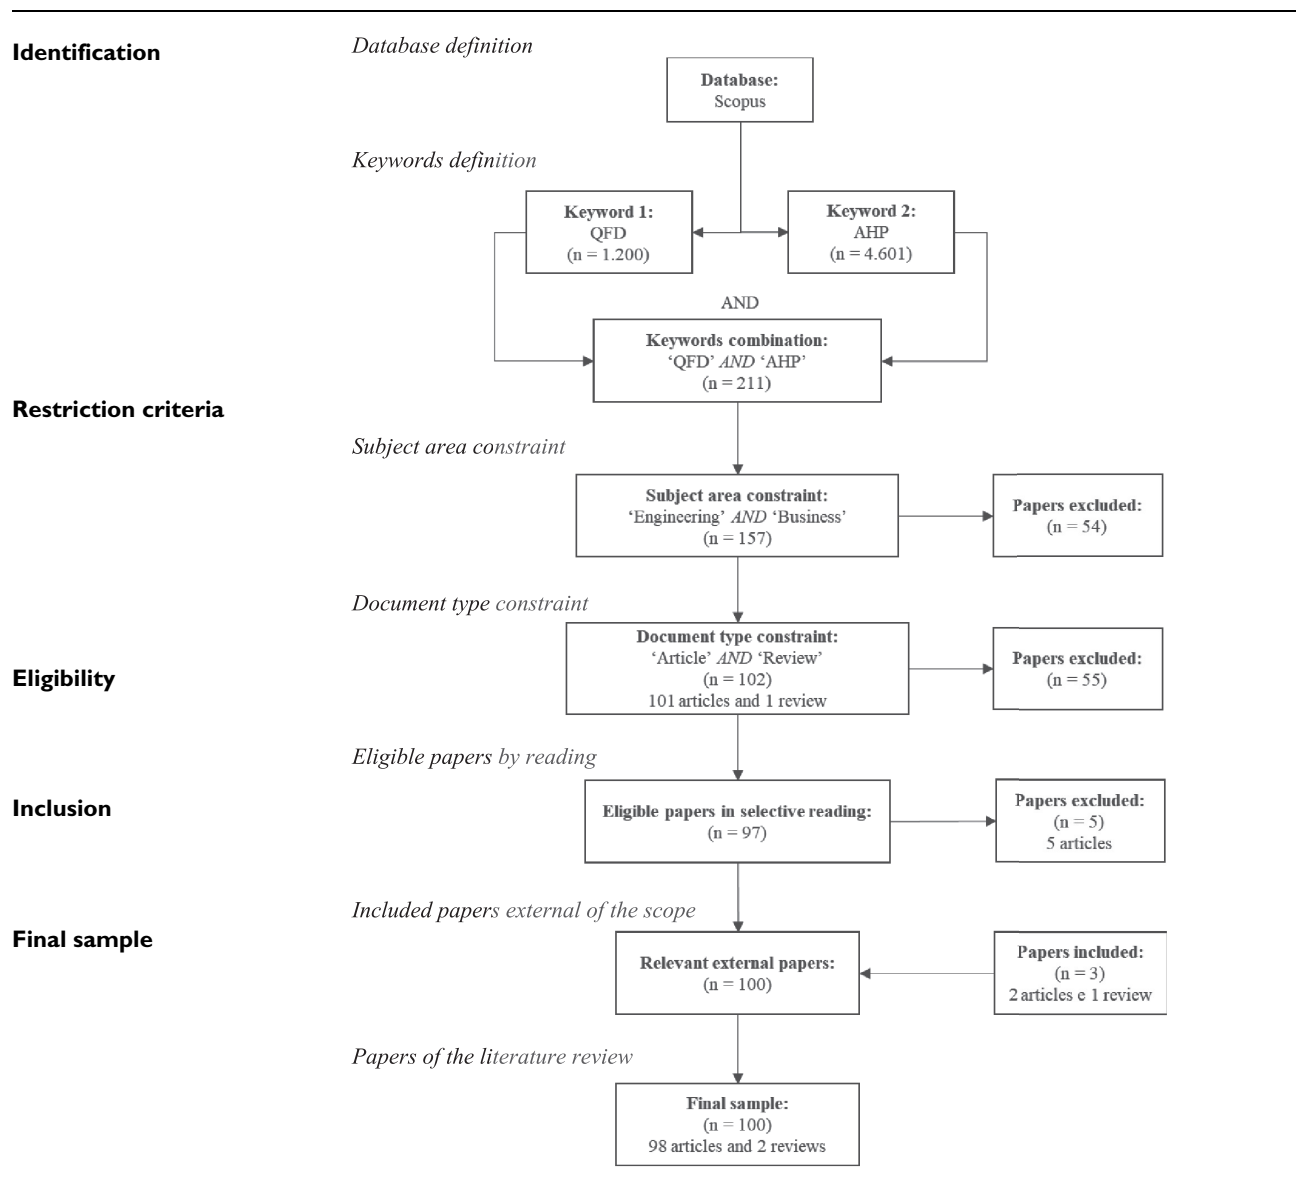 Identification
Database definition
Database:
Scopus
Keywords definition
Keyword 1:
QFD
(n = 1.200)
Keyword 2:
AHP
(n = 4.601)
AND
Keywords combination:
‘QFD’ AND ‘AHP’
(n = 211)
Restriction criteria
Subject area constraint
Subject area constraint:
‘Engineering’ AND ‘Business’
(n = 157)
Papers excluded:
(n = 54)
Document type constraint
Document type constraint:
‘Article’ AND ‘Review’
(n = 102)
101 articles and 1 review
Papers excluded:
(n = 55)
Eligibility
Eligible papers by reading
Eligible papers in selective reading:
(n = 97)
Papers excluded:
(n = 5)
5 articles
Inclusion
Included papers external of the scope
Relevant external papers:
(n = 100)
Papers included:
(n = 3)
2 articles e 1 review
Final sample
Papers of the literature review
Final sample:
(n = 100)
98 articles and 2 reviews